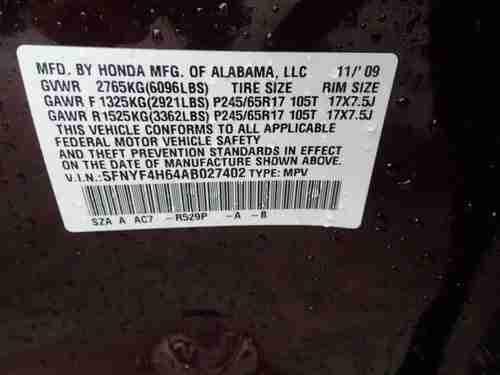 MFD. BY HONDA MFG. OF ALABAMA, LLC 11/'09
GVWR 2765KG(6096LBS) TIRE SIZE RIM SIZE
GAWR F 1325KG(2921LBS) P245/65R17 105T 17X7.5J
GAWR R 1525KG(3362LBS) P245/65R17 105T 17X7.5J
THIS VEHICLE CONFORMS TO ALL APPLICABLE
FEDERAL MOTOR VEHICLE SAFETY
AND THEFT PREVENTION STANDARDS IN EFFECT
ON THE DATE OF MANUFACTURE SHOWN ABOVE.
V.I.N.: 5FNYF4H64AB027402 TYPE: MPV
SZA A AC7 -R529P -A -B